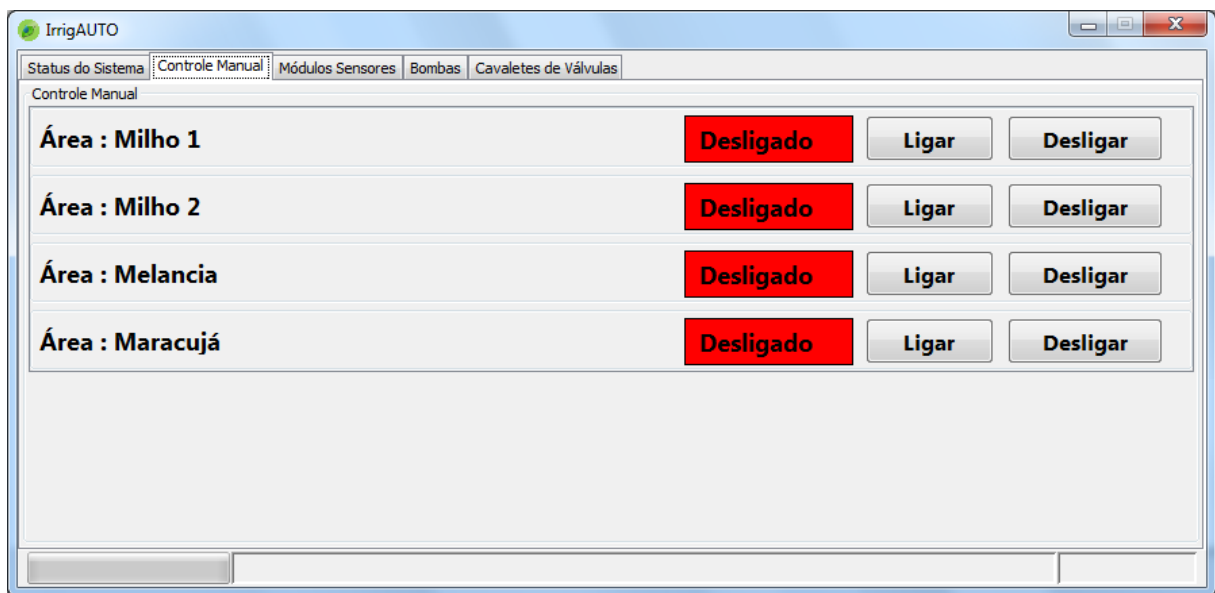 IrrigAUTO
Status do Sistema Controle Manual Módulos Sensores Bombas Cavaletes de Válvulas
Controle Manual
Área : Milho 1 Desligado Ligar Desligar
Área : Milho 2 Desligado Ligar Desligar
Área : Melancia Desligado Ligar Desligar
Área : Maracujá Desligado Ligar Desligar